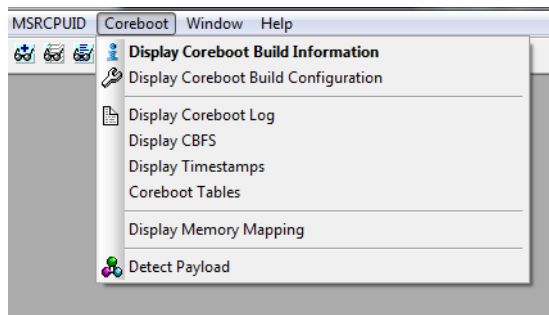 MSRCPUID Coreboot Window Help
Display Coreboot Build Information
Display Coreboot Build Configuration
Display Coreboot Log
Display CBFS
Display Timestamps
Coreboot Tables
Display Memory Mapping
Detect Payload